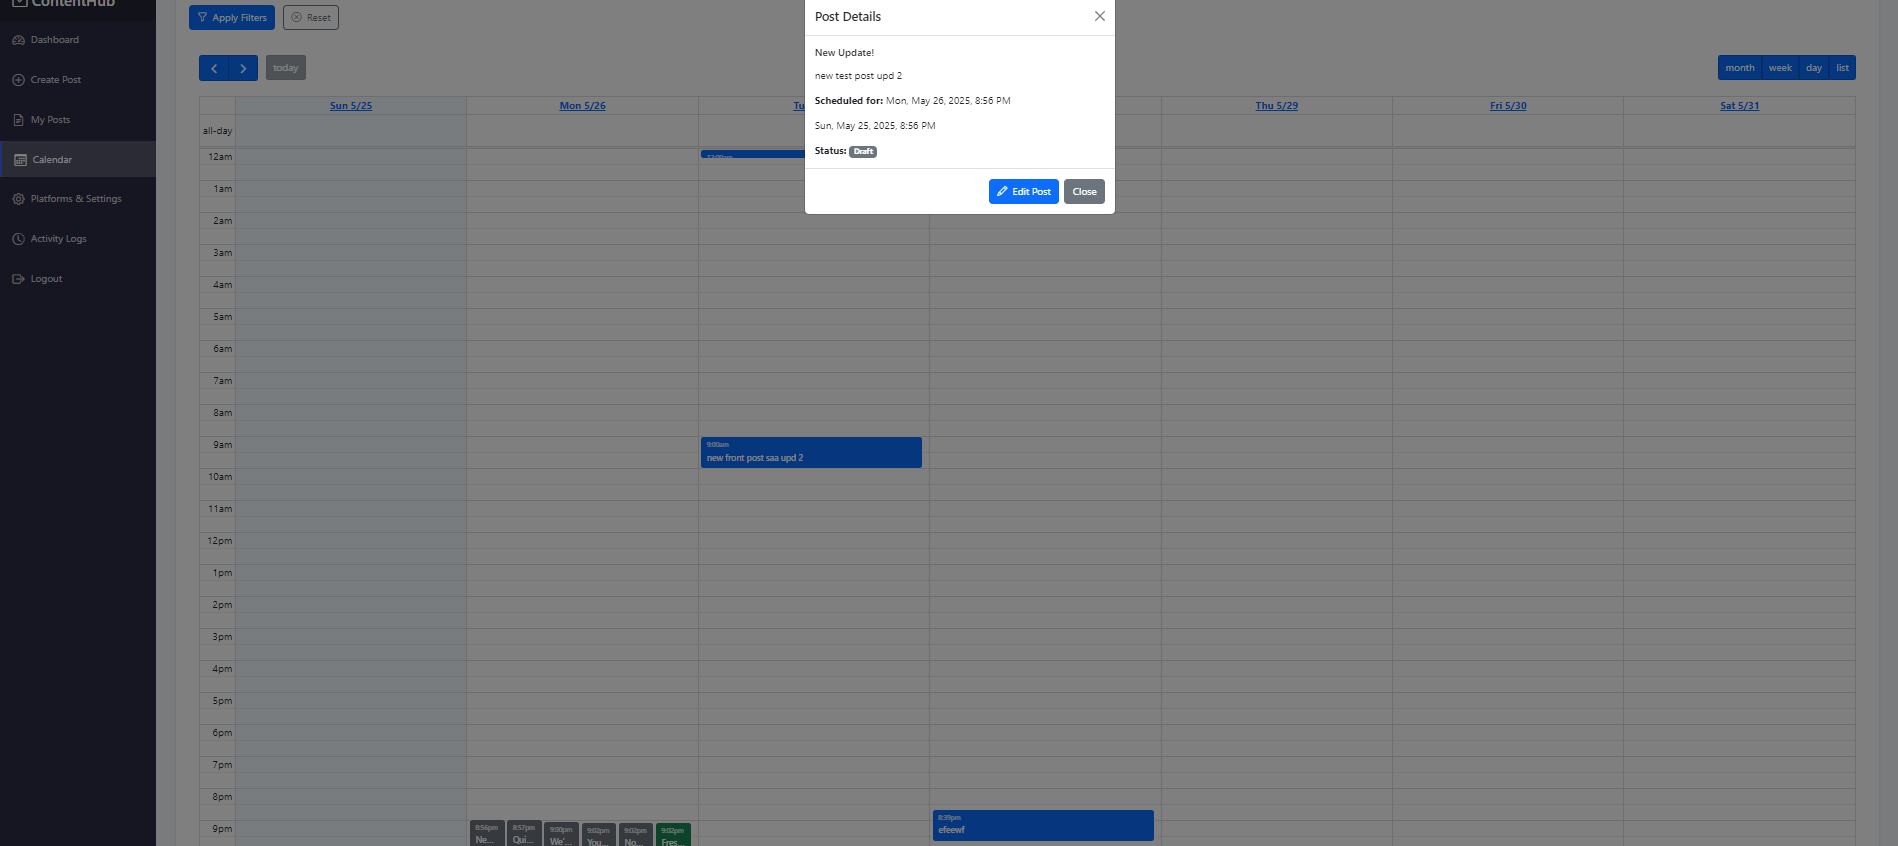 ContentHub
Dashboard
Create Post
My Posts
Calendar
Platforms & Settings
Activity Logs
Logout
Apply Filters
Reset
today
month
week
day
list
Post Details
New Update!
new test post upd 2
Scheduled for: Mon, May 26, 2025, 8:56 PM
Sun, May 25, 2025, 8:56 PM
Status: Draft
Edit Post
Close
Sun 5/25
Mon 5/26
Tu
Thu 5/29
Fri 5/30
Sat 5/31
all-day
12am
12:00am
1am
2am
3am
4am
5am
6am
7am
8am
9am
9:00am
new front post saa upd 2
10am
11am
12pm
1pm
2pm
3pm
4pm
5pm
6pm
7pm
8pm
8:39pm
efeewf
9pm
8:56pm
Ne...
8:57pm
Qui...
9:00pm
We'...
9:02pm
You...
9:02pm
No...
9:02pm
Fres...